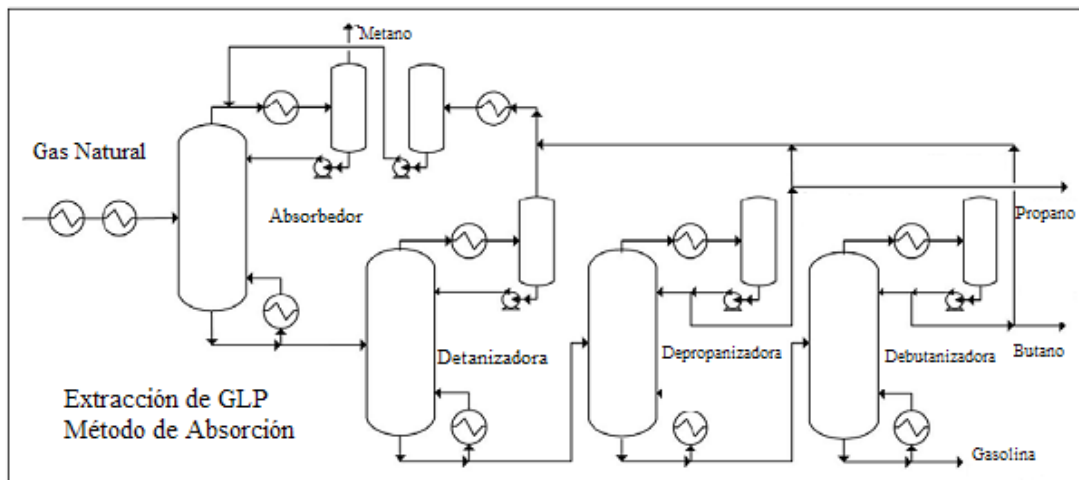 Metano
Gas Natural
Absorbedor
Propano
Detanizadora
Depropanizadora
Debutanizadora
Butano
Extracción de GLP
Método de Absorción
Gasolina